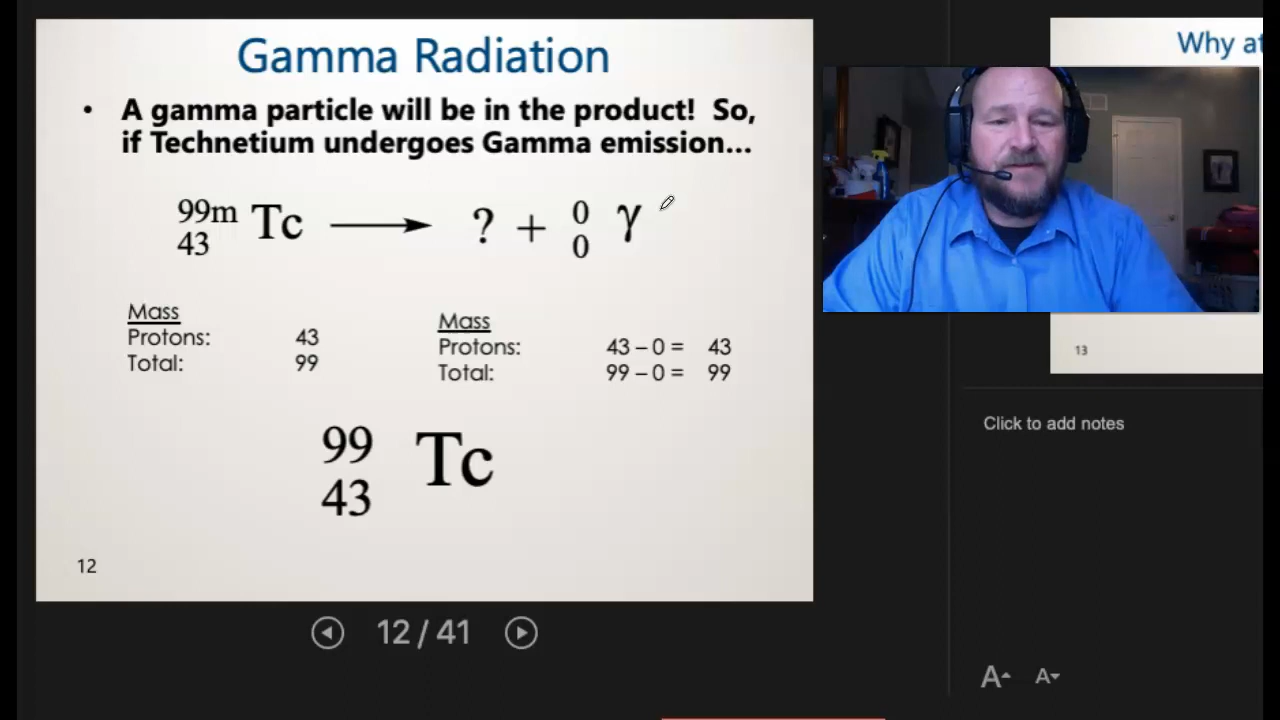 Gamma Radiation
• A gamma particle will be in the product! So,
if Technetium undergoes Gamma emission...
99m
43 Tc ⟶ ? + 0
0 γ
Mass
Protons: 43
Total: 99
Mass
Protons: 43 – 0 = 43
Total: 99 – 0 = 99
99
43 Tc
12
12 / 41
Why at
13
Click to add notes
A A